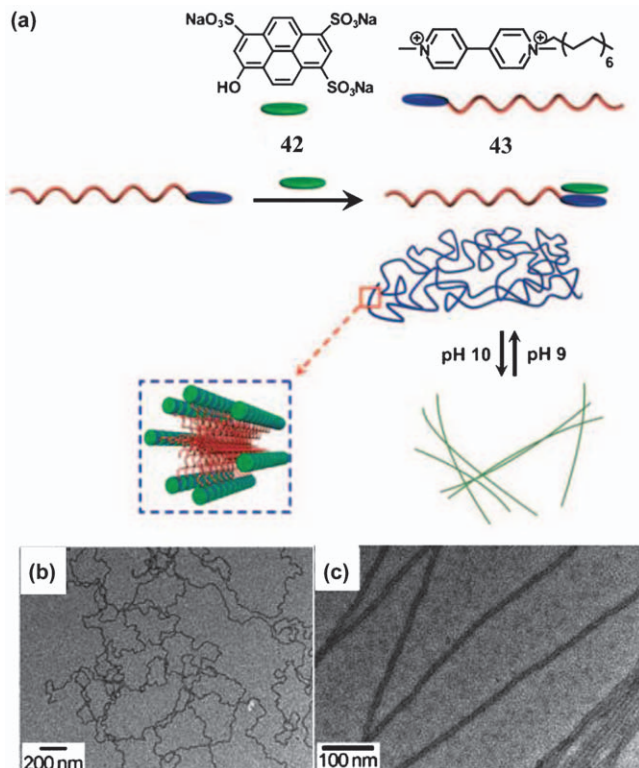 (a)
NaO₃S
SO₃Na
HO
SO₃Na
N⊕
⊕N
6
42
43
pH 10
pH 9
(b)
200 nm
(c)
100 nm